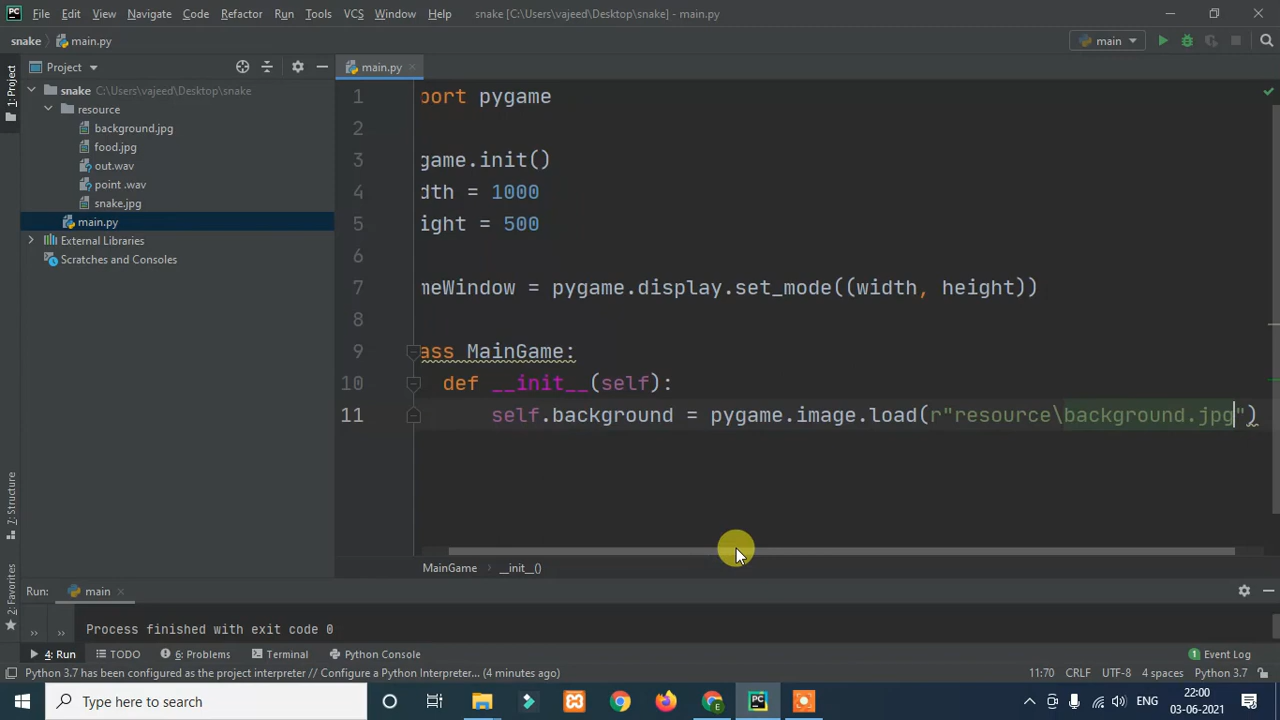 File Edit View Navigate Code Refactor Run Tools VCS Window Help snake [C:\Users\vajeed\Desktop\snake] - main.py
snake main.py main
1: Project
Project
main.py
snake C:\Users\vajeed\Desktop\snake
resource
background.jpg
food.jpg
out.wav
point .wav
snake.jpg
main.py
External Libraries
Scratches and Consoles
1 port pygame
2
3 game.init()
4 dth = 1000
5 ight = 500
6
7 meWindow = pygame.display.set_mode((width, height))
8
9 ass MainGame:
10 def __init__(self):
11 self.background = pygame.image.load(r"resource\background.jpg")
MainGame __init__()
7: Structure
2: Favorites
Run: main
Process finished with exit code 0
4: Run TODO 6: Problems Terminal Python Console 1 Event Log
Python 3.7 has been configured as the project interpreter // Configure a Python Interpreter... (4 minutes ago) 11:70 CRLF UTF-8 4 spaces Python 3.7
Type here to search
ENG
22:00
03-06-2021